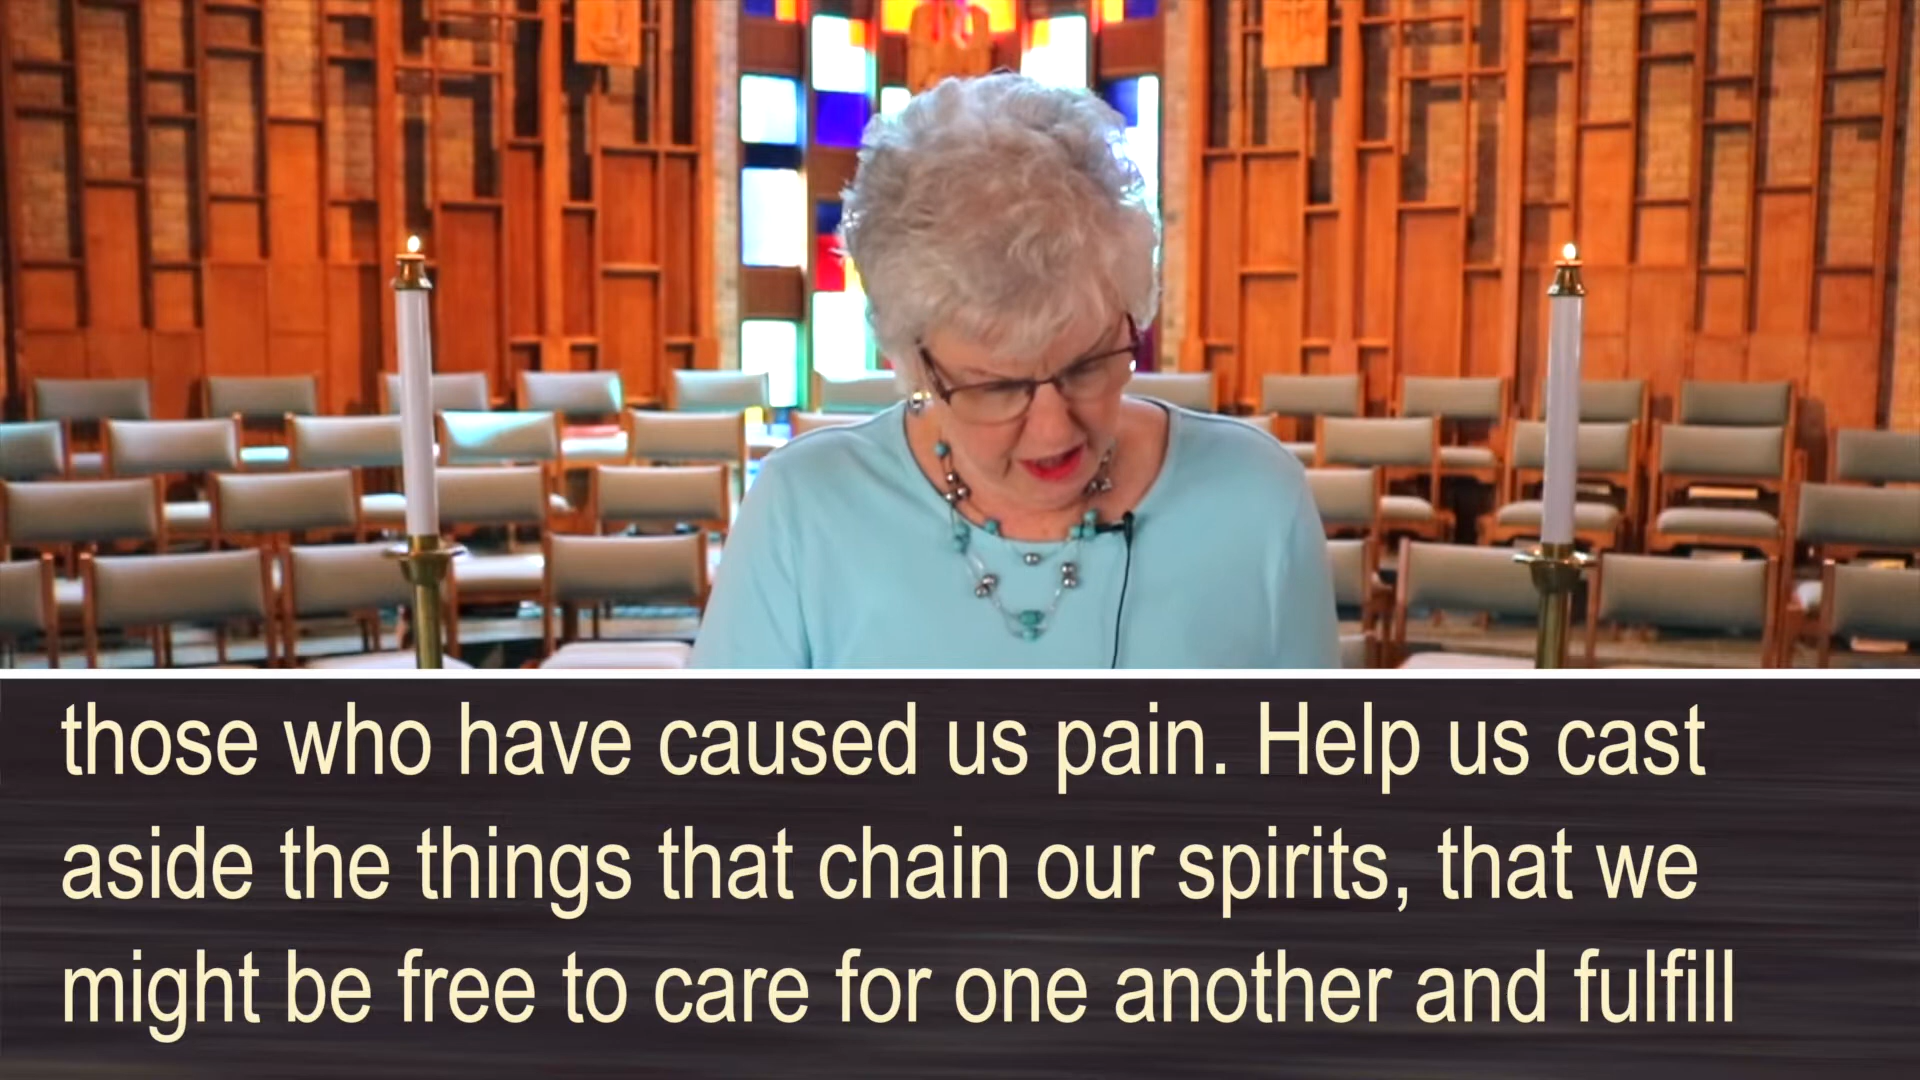 those who have caused us pain. Help us cast
aside the things that chain our spirits, that we
might be free to care for one another and fulfill